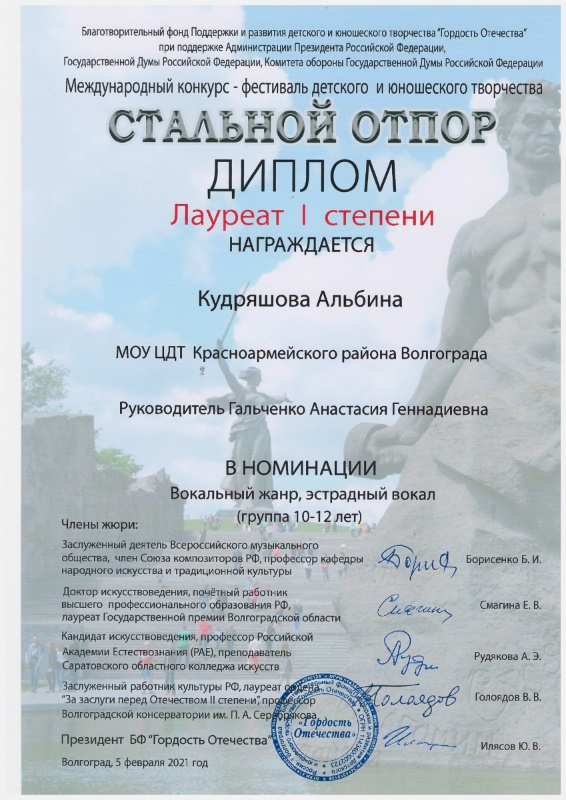 Благотворительный фонд Поддержки и развития детского и юношеского творчества "Гордость Отечества"
при поддержке Администрации Президента Российской Федерации,
Государственной Думы Российской Федерации, Комитета обороны Государственной Думы Российской Федерации
Международный конкурс - фестиваль детского и юношеского творчества
СТАЛЬНОЙ ОТПОР
ДИПЛОМ
Лауреат I степени
НАГРАЖДАЕТСЯ
Кудряшова Альбина
МОУ ЦДТ Красноармейского района Волгограда
Руководитель Гальченко Анастасия Геннадиевна
В НОМИНАЦИИ
Вокальный жанр, эстрадный вокал
(группа 10-12 лет)
Члены жюри:
Заслуженный деятель Всероссийского музыкального
общества, член Союза композиторов РФ, профессор кафедры
народного искусства и традиционной культуры
Борисенко Б. И.
Доктор искусствоведения, почётный работник
высшего профессионального образования РФ,
лауреат Государственной премии Волгоградской области
Смагина Е. В.
Кандидат искусствоведения, профессор Российской
Академии Естествознания (РАЕ), преподаватель
Саратовского областного колледжа искусств
Рудякова А. Э.
Заслуженный работник культуры РФ, лауреат ордена
"За заслуги перед Отечеством II степени", профессор
Волгоградской консерватории им. П. А. Серебрякова
Голоядов
Голоядов В. В.
Президент БФ "Гордость Отечества"
"Гордость
Отечества"
Илясов Ю. В.
Волгоград, 5 февраля 2021 год